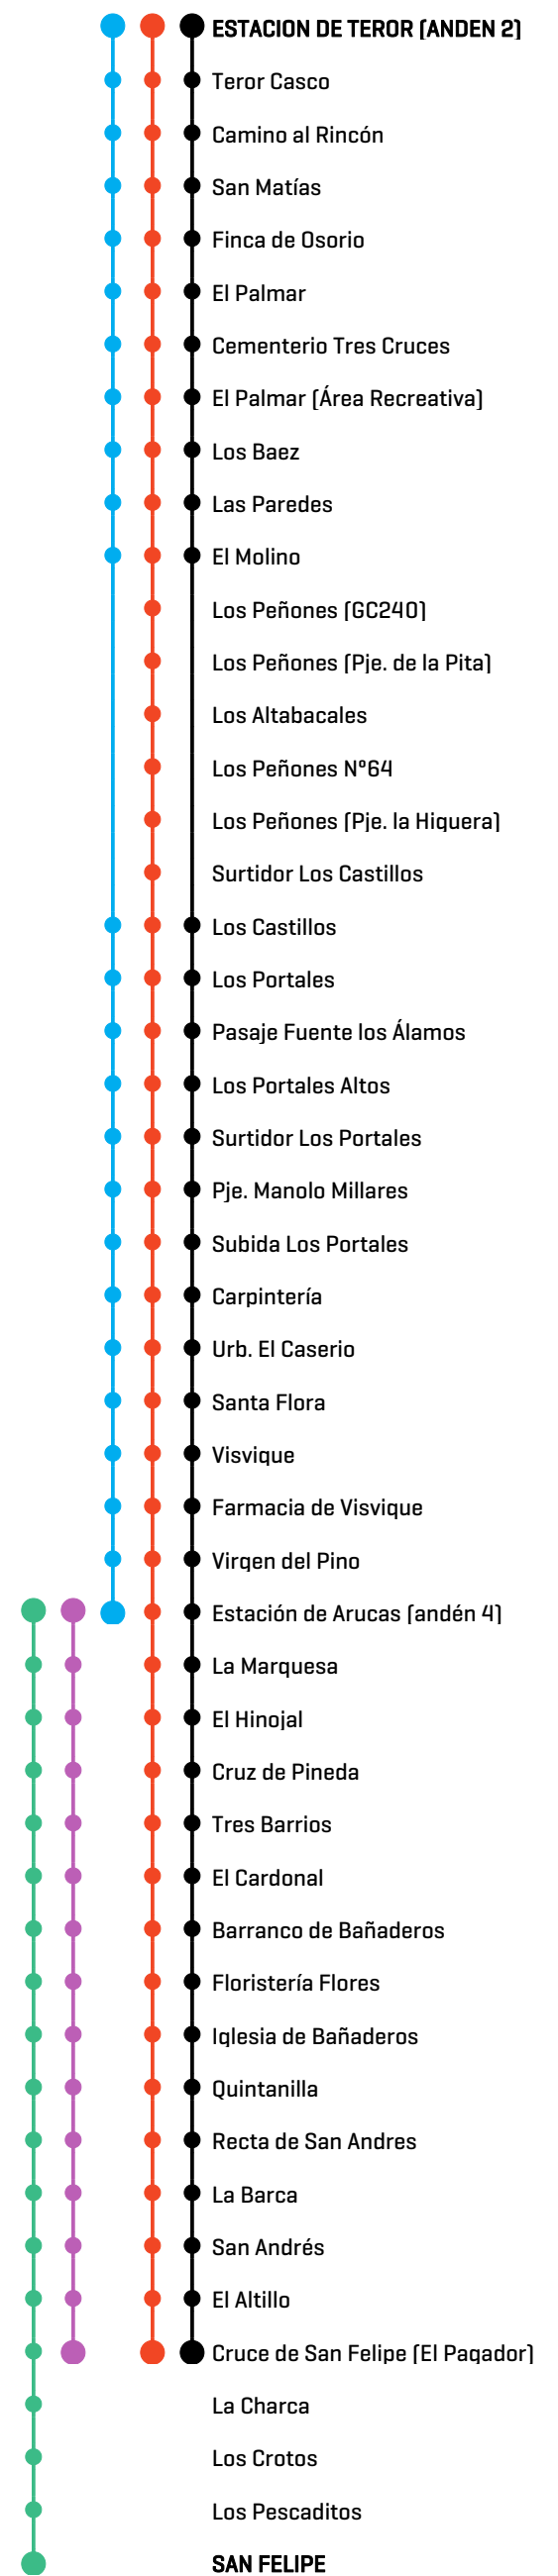 ESTACION DE TEROR (ANDEN 2)
Teror Casco
Camino al Rincón
San Matías
Finca de Osorio
El Palmar
Cementerio Tres Cruces
El Palmar (Área Recreativa)
Los Baez
Las Paredes
El Molino
Los Peñones (GC240)
Los Peñones (Pje. de la Pita)
Los Altabacales
Los Peñones Nº64
Los Peñones (Pje. la Higuera)
Surtidor Los Castillos
Los Castillos
Los Portales
Pasaje Fuente los Álamos
Los Portales Altos
Surtidor Los Portales
Pje. Manolo Millares
Subida Los Portales
Carpintería
Urb. El Caserio
Santa Flora
Visvique
Farmacia de Visvique
Virgen del Pino
Estación de Arucas (andén 4)
La Marquesa
El Hinojal
Cruz de Pineda
Tres Barrios
El Cardonal
Barranco de Bañaderos
Floristería Flores
Iglesia de Bañaderos
Quintanilla
Recta de San Andres
La Barca
San Andrés
El Altillo
Cruce de San Felipe (El Pagador)
La Charca
Los Crotos
Los Pescaditos
SAN FELIPE